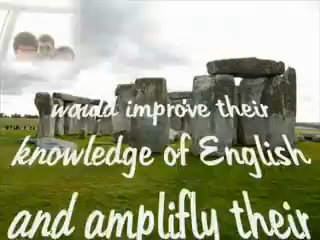 would improve their
knowledge of English
and amplifly their